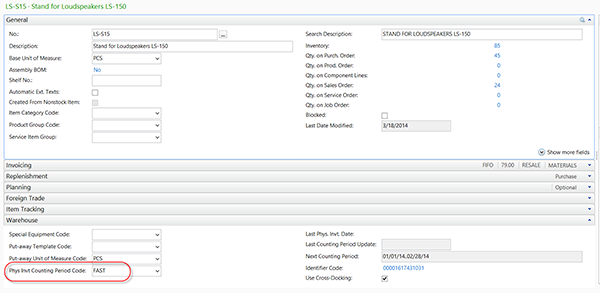 LS-S15 · Stand for Loudspeakers LS-150
General
No.: LS-S15 ...
Description: Stand for Loudspeakers LS-150
Base Unit of Measure: PCS
Assembly BOM: No
Shelf No.:
Automatic Ext. Texts:
Created From Nonstock Item:
Item Category Code:
Product Group Code:
Service Item Group:
Search Description: STAND FOR LOUDSPEAKERS LS-150
Inventory: 85
Qty. on Purch. Order: 45
Qty. on Prod. Order: 0
Qty. on Component Lines: 0
Qty. on Sales Order: 24
Qty. on Service Order: 0
Qty. on Job Order: 0
Blocked:
Last Date Modified: 3/18/2014
Show more fields
Invoicing FIFO 79.00 RESALE MATERIALS
Replenishment Purchase
Planning Optional
Foreign Trade
Item Tracking
Warehouse
Special Equipment Code:
Put-away Template Code:
Put-away Unit of Measure Code: PCS
Phys Invt Counting Period Code: FAST
Last Phys. Invt. Date:
Last Counting Period Update:
Next Counting Period: 01/01/14..02/28/14
Identifier Code: 00001617431031
Use Cross-Docking: